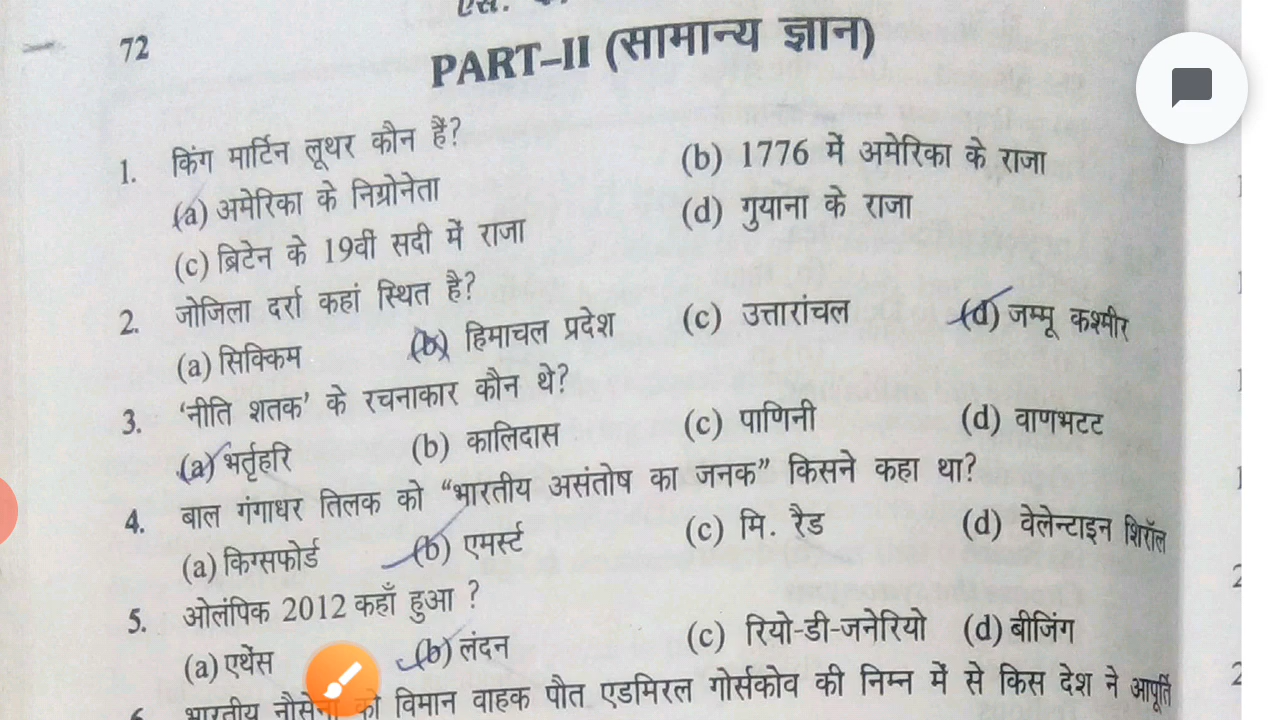 72
PART–II (सामान्य ज्ञान)
1. किंग मार्टिन लूथर कौन हैं?
(a) अमेरिका के निग्रोनेता (b) 1776 में अमेरिका के राजा
(c) ब्रिटेन के 19वीं सदी में राजा (d) गुयाना के राजा
2. जोजिला दर्रा कहां स्थित है?
(a) सिक्किम (b) हिमाचल प्रदेश (c) उत्तारांचल (d) जम्मू कश्मीर
3. ‘नीति शतक’ के रचनाकार कौन थे?
(a) भर्तृहरि (b) कालिदास (c) पाणिनी (d) वाणभटट
4. बाल गंगाधर तिलक को “भारतीय असंतोष का जनक” किसने कहा था?
(a) किग्सफोर्ड (b) एमर्स्ट (c) मि. रैड (d) वेलेन्टाइन शिरॉल
5. ओलंपिक 2012 कहाँ हुआ ?
(a) एथेंस (b) लंदन (c) रियो-डी-जनेरियो (d) बीजिंग
भारतीय नौसेना को विमान वाहक पौत एडमिरल गोर्सकोव की निम्न में से किस देश ने आपूर्ति